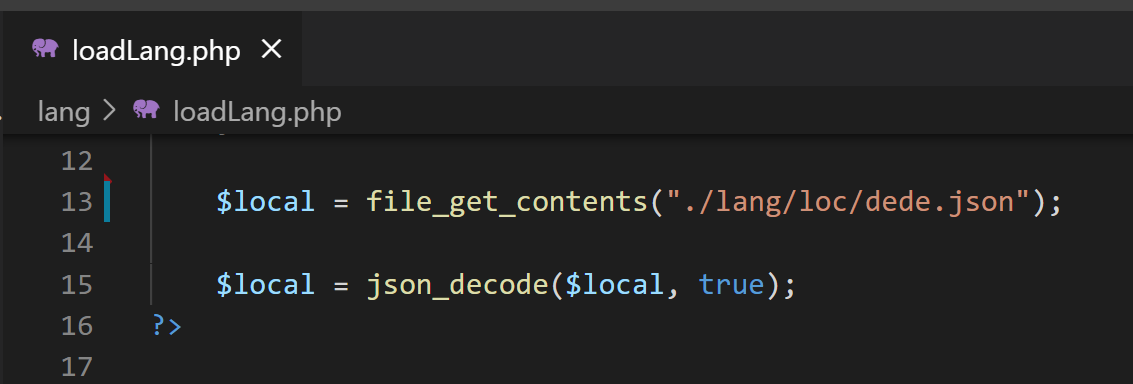 loadLang.php
lang > loadLang.php
12
13 $local = file_get_contents("./lang/loc/dede.json");
14
15 $local = json_decode($local, true);
16 ?>
17